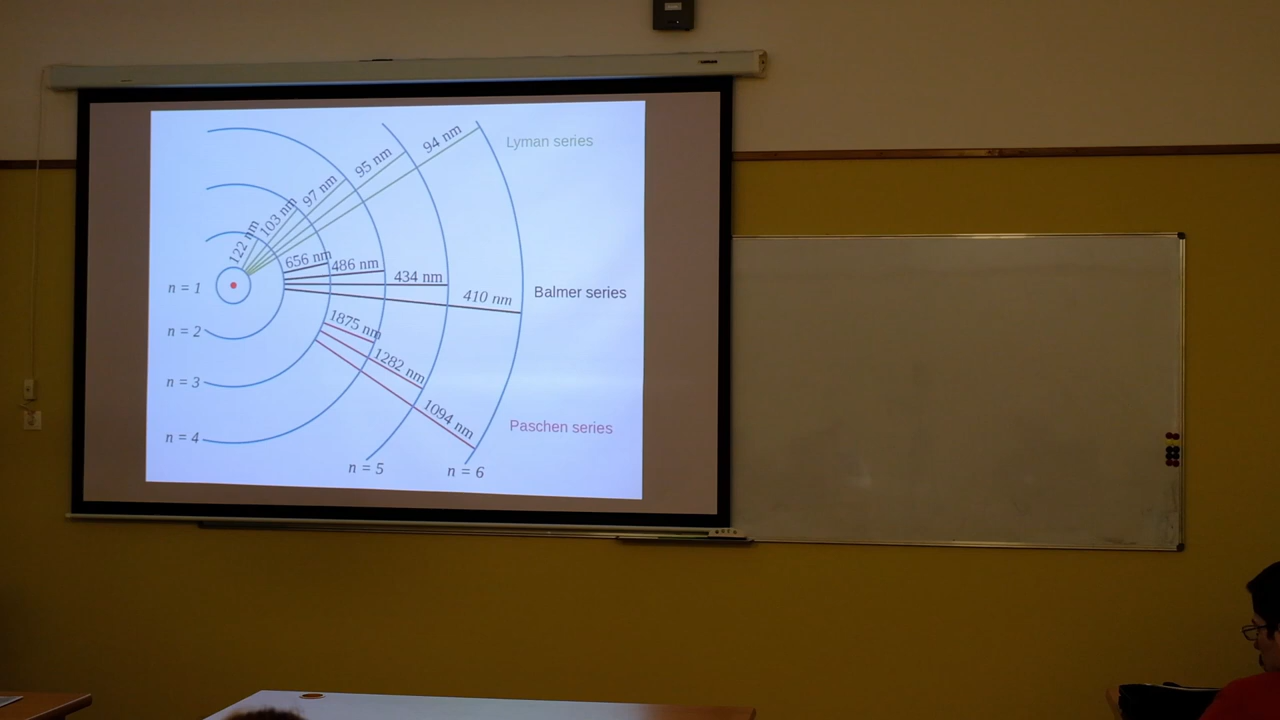 94 nm
Lyman series
95 nm
97 nm
103 nm
122 nm
656 nm
486 nm
434 nm
410 nm
Balmer series
n = 1
n = 2
1875 nm
1282 nm
n = 3
1094 nm
Paschen series
n = 4
n = 5
n = 6